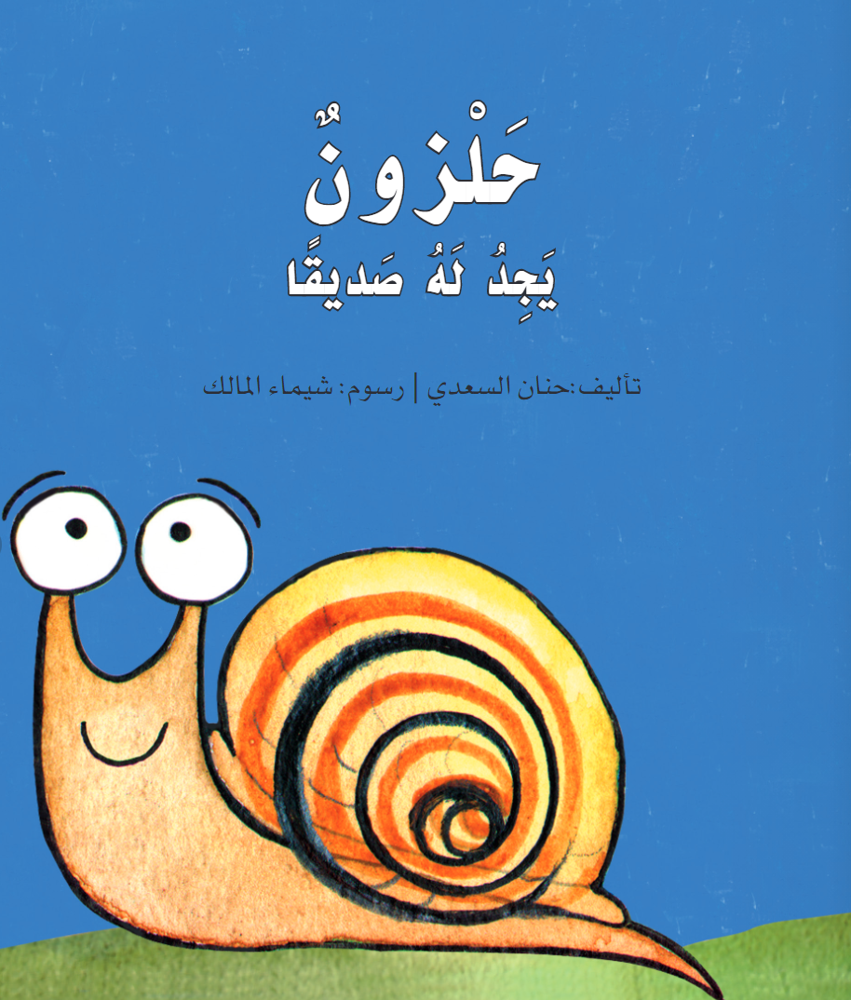 حَلْزونٌ
يَجِدُ لَهُ صَديقًا
تأليف:حنان السعدي | رسوم: شيماء المالك